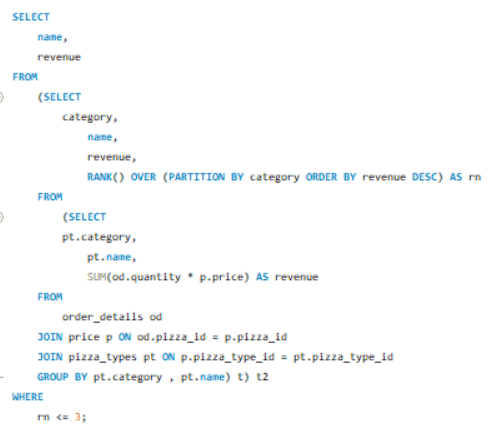 SELECT
name,
revenue
FROM
(SELECT
category,
name,
revenue,
RANK() OVER (PARTITION BY category ORDER BY revenue DESC) AS rn
FROM
(SELECT
pt.category,
pt.name,
SUM(od.quantity * p.price) AS revenue
FROM
order_details od
JOIN price p ON od.pizza_id = p.pizza_id
JOIN pizza_types pt ON p.pizza_type_id = pt.pizza_type_id
GROUP BY pt.category , pt.name) t) t2
WHERE
rn <= 3;